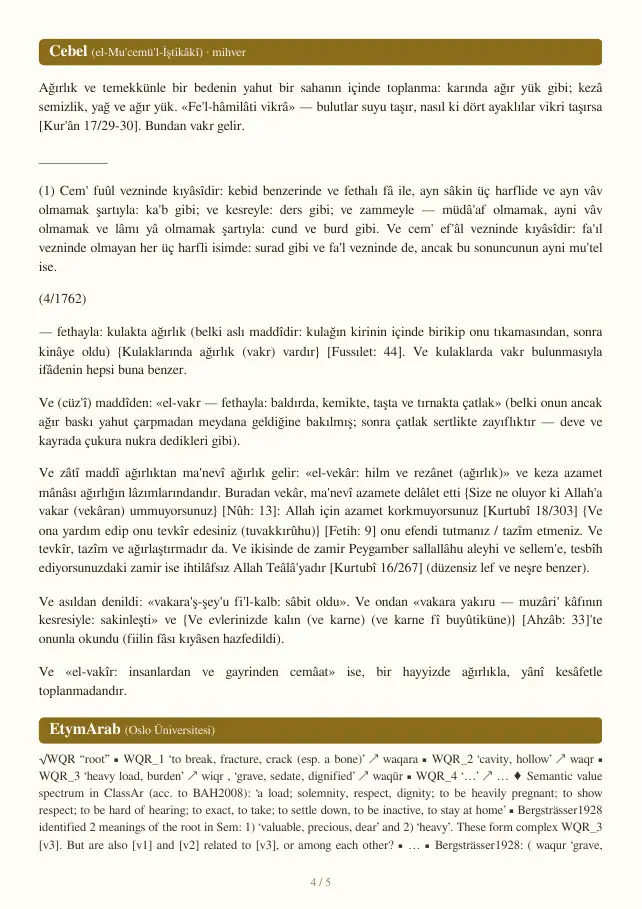 Cebel (el-Mu'cemü'l-İştikâkî) · mihver
Ağırlık ve temekkünle bir bedenin yahut bir sahanın içinde toplanma: karında ağır yük gibi; kezâ
semizlik, yağ ve ağır yük. «Fe'l-hâmilâti vikrâ» — bulutlar suyu taşır, nasıl ki dört ayaklılar vikri taşırsa
[Kur'ân 17/29-30]. Bundan vakr gelir.
(1) Cem' fuûl vezninde kıyâsîdir: kebid benzerinde ve fethalı fâ ile, ayn sâkin üç harflide ve ayn vâv
olmamak şartıyla: ka'b gibi; ve kesreyle: ders gibi; ve zammeyle — müdâ'af olmamak, ayni vâv
olmamak ve lâmı yâ olmamak şartıyla: cund ve burd gibi. Ve cem' ef'âl vezninde kıyâsîdir: fa'ıl
vezninde olmayan her üç harfli isimde: surad gibi ve fa'l vezninde de, ancak bu sonuncunun ayni mu'tel
ise.
(4/1762)
— fethayla: kulakta ağırlık (belki aslı maddîdir: kulağın kirinin içinde birikip onu tıkamasından, sonra
kinâye oldu) {Kulaklarında ağırlık (vakr) vardır} [Fussılet: 44]. Ve kulaklarda vakr bulunmasıyla
ifâdenin hepsi buna benzer.
Ve (cüz'î) maddîden: «el-vakr — fethayla: baldırda, kemikte, taşta ve tırnakta çatlak» (belki onun ancak
ağır baskı yahut çarpmadan meydana geldiğine bakılmış; sonra çatlak sertlikte zayıflıktır — deve ve
kayrada çukura nukra dedikleri gibi).
Ve zâtî maddî ağırlıktan ma'nevî ağırlık gelir: «el-vekâr: hilm ve rezânet (ağırlık)» ve keza azamet
mânâsı ağırlığın lâzımlarındandır. Buradan vekâr, ma'nevî azamete delâlet etti {Size ne oluyor ki Allah'a
vakar (vekâran) ummuyorsunuz} [Nûh: 13]: Allah için azamet korkmuyorsunuz [Kurtubî 18/303] {Ve
ona yardım edip onu tevkîr edesiniz (tuvakkırûhu)} [Fetih: 9] onu efendi tutmanız / tazîm etmeniz. Ve
tevkîr, tazîm ve ağırlaştırmadır da. Ve ikisinde de zamir Peygamber sallallâhu aleyhi ve sellem'e, tesbîh
ediyorsunuzdaki zamir ise ihtilâfsız Allah Teâlâ'yadır [Kurtubî 16/267] (düzensiz lef ve neşre benzer).
Ve asıldan denildi: «vakara'ş-şey'u fi'l-kalb: sâbit oldu». Ve ondan «vakara yakıru — muzâri' kâfının
kesresiyle: sakinleşti» ve {Ve evlerinizde kalın (ve karne) (ve karne fî buyûtiküne)} [Ahzâb: 33]'te
onunla okundu (fiilin fâsı kıyâsen hazfedildi).
Ve «el-vakîr: insanlardan ve gayrinden cemâat» ise, bir hayyizde ağırlıkla, yânî kesâfetle
toplanmadandır.
EtymArab (Oslo Üniversitesi)
√WQR “root” ▪ WQR_1 ‘to break, fracture, crack (esp. a bone)’ ↗ waqara ▪ WQR_2 ‘cavity, hollow’ ↗ waqr ▪
WQR_3 ‘heavy load, burden’ ↗ wiqr , ‘grave, sedate, dignified’ ↗ waqūr ▪ WQR_4 ‘…’ ↗ … ♦ Semantic value
spectrum in ClassAr (acc. to BAH2008): ‘a load; solemnity, respect, dignity; to be heavily pregnant; to show
respect; to be hard of hearing; to exact, to take; to settle down, to be inactive, to stay at home’ ▪ Bergsträsser1928
identified 2 meanings of the root in Sem: 1) ‘valuable, precious, dear’ and 2) ‘heavy’. These form complex WQR_3
[v3]. But are also [v1] and [v2] related to [v3], or among each other? ▪ … ▪ Bergsträsser1928: ( waqur ‘grave,
4 / 5